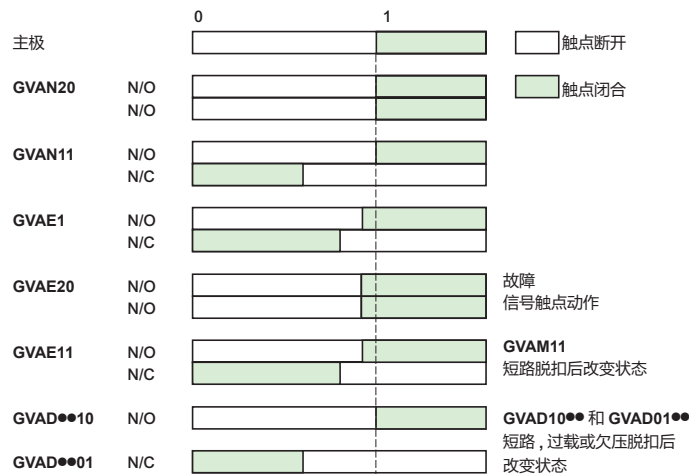 0 1
主极 触点断开
GVAN20 N/O 触点闭合
N/O
GVAN11 N/O
N/C
GVAE1 N/O
N/C
GVAE20 N/O 故障
N/O 信号触点动作
GVAE11 N/O GVAM11
N/C 短路脱扣后改变状态
GVAD●●10 N/O GVAD10●● 和 GVAD01●●
短路 , 过载或欠压脱扣后
GVAD●●01 N/C 改变状态